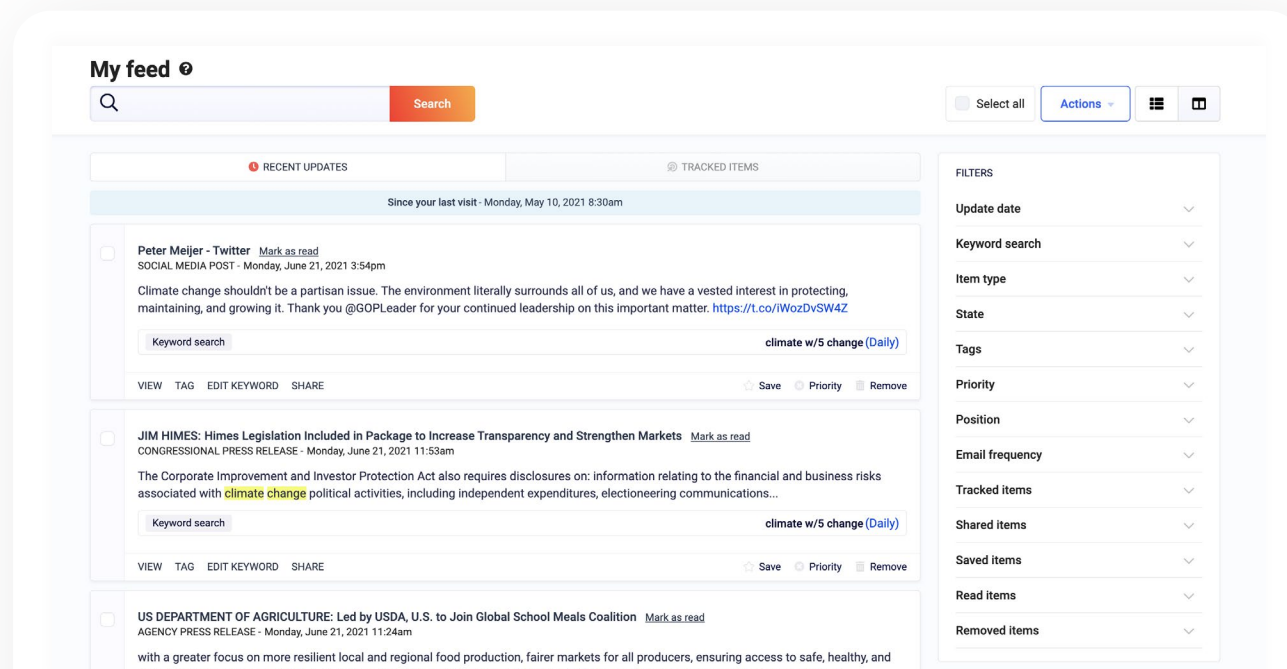 My feed
Search
Select all
Actions
RECENT UPDATES
TRACKED ITEMS
Since your last visit - Monday, May 10, 2021 8:30am
Peter Meijer - Twitter Mark as read
SOCIAL MEDIA POST - Monday, June 21, 2021 3:54pm
Climate change shouldn't be a partisan issue. The environment literally surrounds all of us, and we have a vested interest in protecting,
maintaining, and growing it. Thank you @GOPLeader for your continued leadership on this important matter. https://t.co/iWozDvSW4Z
Keyword search
climate w/5 change (Daily)
VIEW TAG EDIT KEYWORD SHARE
Save Priority Remove
JIM HIMES: Himes Legislation Included in Package to Increase Transparency and Strengthen Markets Mark as read
CONGRESSIONAL PRESS RELEASE - Monday, June 21, 2021 11:53am
The Corporate Improvement and Investor Protection Act also requires disclosures on: information relating to the financial and business risks
associated with climate change political activities, including independent expenditures, electioneering communications...
Keyword search
climate w/5 change (Daily)
VIEW TAG EDIT KEYWORD SHARE
Save Priority Remove
US DEPARTMENT OF AGRICULTURE: Led by USDA, U.S. to Join Global School Meals Coalition Mark as read
AGENCY PRESS RELEASE - Monday, June 21, 2021 11:24am
with a greater focus on more resilient local and regional food production, fairer markets for all producers, ensuring access to safe, healthy, and
FILTERS
Update date
Keyword search
Item type
State
Tags
Priority
Position
Email frequency
Tracked items
Shared items
Saved items
Read items
Removed items